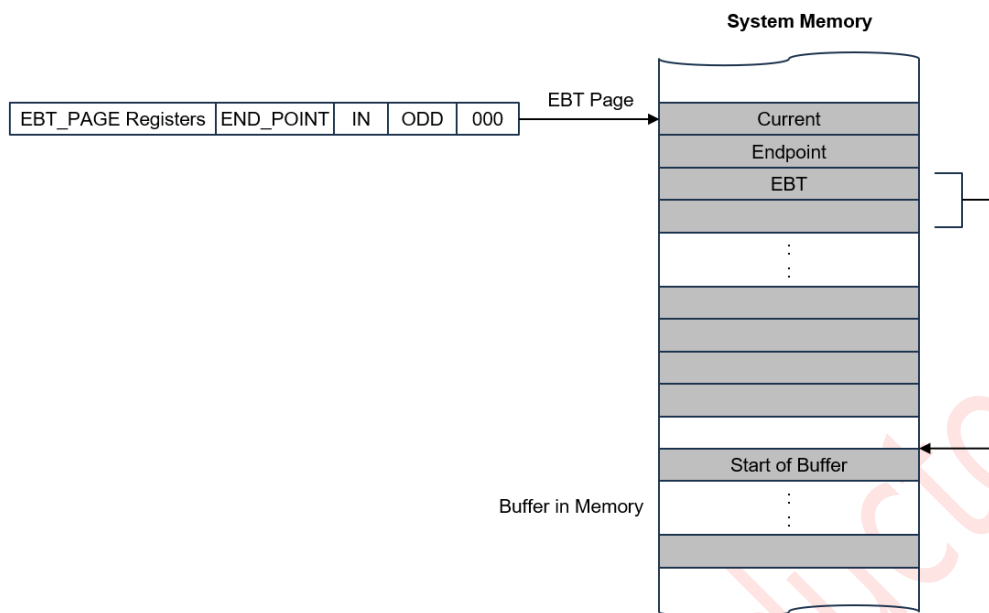 System Memory
EBT Page
EBT_PAGE Registers END_POINT IN ODD 000
Current
Endpoint
EBT
Start of Buffer
Buffer in Memory